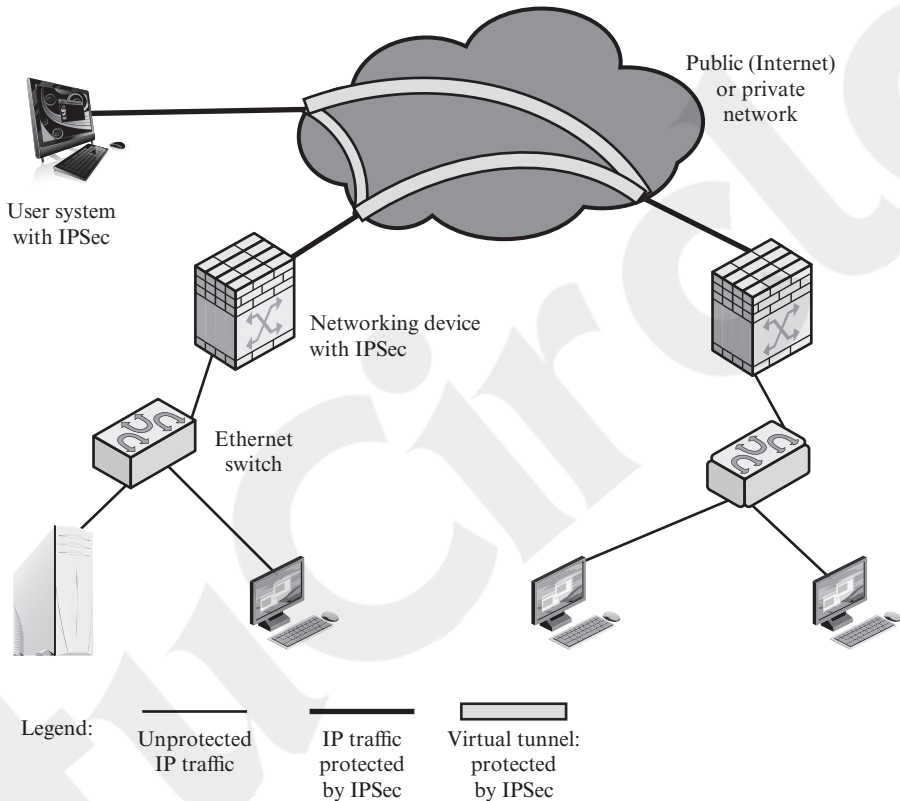 Public (Internet)
or private
network
User system
with IPSec
Networking device
with IPSec
Ethernet
switch
Legend:
Unprotected
IP traffic
IP traffic
protected
by IPSec
Virtual tunnel:
protected
by IPSec